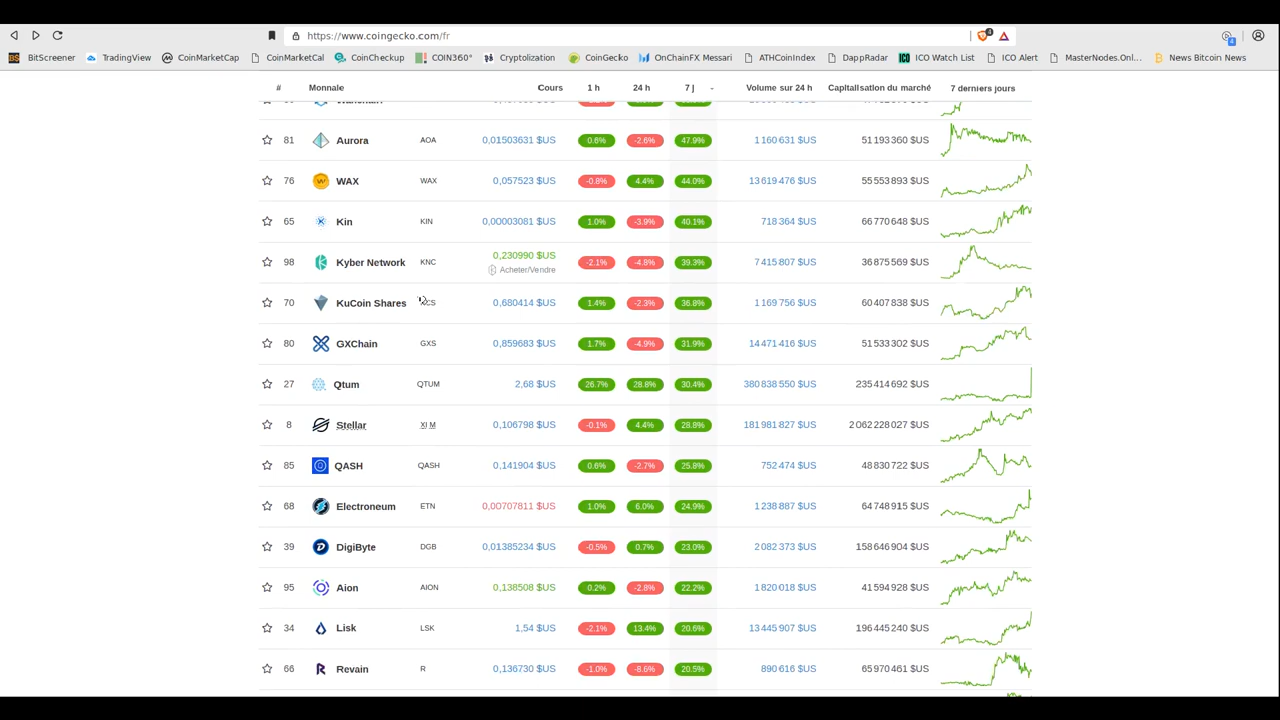 https://www.coingecko.com/fr
BitScreener TradingView CoinMarketCap CoinMarketCal CoinCheckup COIN360° Cryptolization CoinGecko OnChainFX Messari ATHCoinIndex DappRadar ICO Watch List ICO Alert MasterNodes.Onl... News Bitcoin News
# Monnaie Cours 1 h 24 h 7 j Volume sur 24 h Capitalisation du marché 7 derniers jours
81 Aurora AOA 0,01503631 $US 0.6% -2.6% 47.9% 1 160 631 $US 51 193 360 $US
76 WAX WAX 0,057523 $US -0.8% 4.4% 44.0% 13 619 476 $US 55 553 893 $US
65 Kin KIN 0,00003081 $US 1.0% -3.9% 40.1% 718 364 $US 66 770 648 $US
98 Kyber Network KNC 0,230990 $US -2.1% -4.8% 39.3% 7 415 807 $US 36 875 569 $US
Acheter/Vendre
70 KuCoin Shares 0,680414 $US 1.4% -2.3% 36.8% 1 169 756 $US 60 407 838 $US
80 GXChain GXS 0,859683 $US 1.7% -4.9% 31.9% 14 471 416 $US 51 533 302 $US
27 Qtum QTUM 2,68 $US 26.7% 28.8% 30.4% 380 838 550 $US 235 414 692 $US
8 Stellar XLM 0,106798 $US -0.1% 4.4% 28.8% 181 981 827 $US 2 062 228 027 $US
85 QASH QASH 0,141904 $US 0.6% -2.7% 25.8% 752 474 $US 48 830 722 $US
68 Electroneum ETN 0,00707811 $US 1.0% 6.0% 24.9% 1 238 887 $US 64 748 915 $US
39 DigiByte DGB 0,01385234 $US -0.5% 0.7% 23.0% 2 082 373 $US 158 646 904 $US
95 Aion AION 0,138508 $US 0.2% -2.8% 22.2% 1 820 018 $US 41 594 928 $US
34 Lisk LSK 1,54 $US -2.1% 13.4% 20.6% 13 445 907 $US 196 445 240 $US
66 Revain R 0,136730 $US -1.0% -8.6% 20.5% 890 616 $US 65 970 461 $US